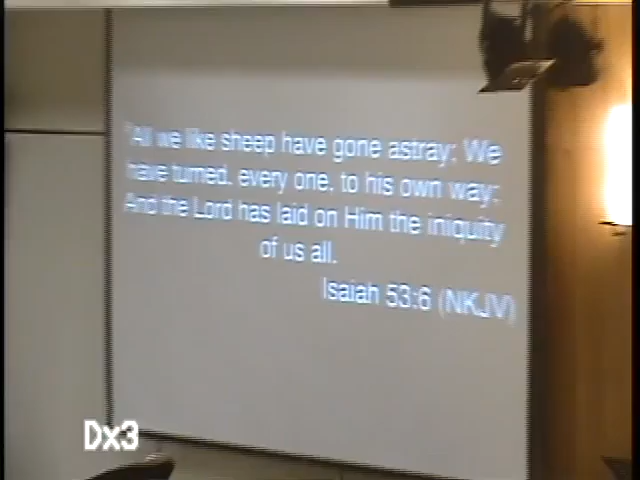 "All we like sheep have gone astray; We
have turned, every one, to his own way;
And the Lord has laid on Him the iniquity
of us all.
Isaiah 53:6 (NKJV)
Dx3